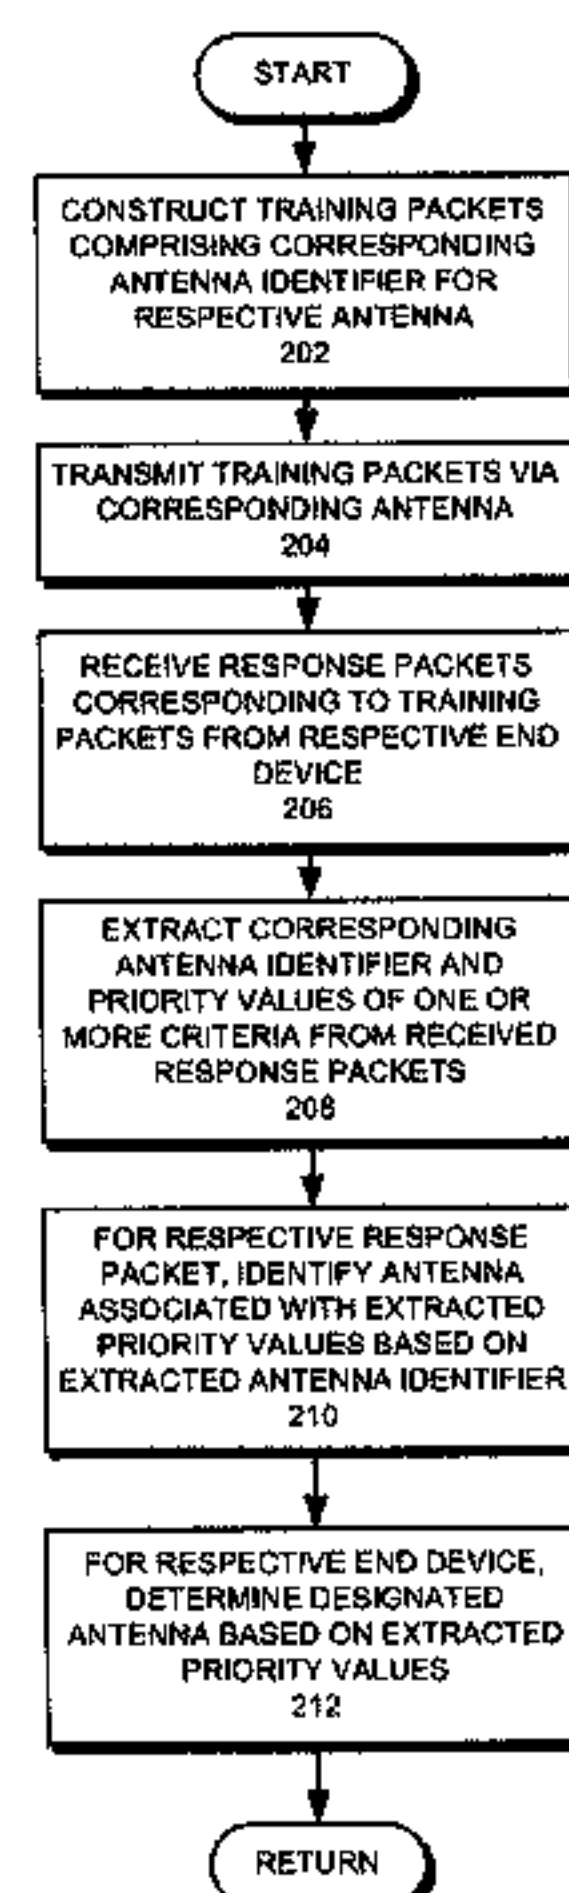 START
CONSTRUCT TRAINING PACKETS
COMPRISING CORRESPONDING
ANTENNA IDENTIFIER FOR
RESPECTIVE ANTENNA
202
TRANSMIT TRAINING PACKETS VIA
CORRESPONDING ANTENNA
204
RECEIVE RESPONSE PACKETS
CORRESPONDING TO TRAINING
PACKETS FROM RESPECTIVE END
DEVICE
206
EXTRACT CORRESPONDING
ANTENNA IDENTIFIER AND
PRIORITY VALUES OF ONE OR
MORE CRITERIA FROM RECEIVED
RESPONSE PACKETS
208
FOR RESPECTIVE RESPONSE
PACKET, IDENTIFY ANTENNA
ASSOCIATED WITH EXTRACTED
PRIORITY VALUES BASED ON
EXTRACTED ANTENNA IDENTIFIER
210
FOR RESPECTIVE END DEVICE,
DETERMINE DESIGNATED
ANTENNA BASED ON EXTRACTED
PRIORITY VALUES
212
RETURN